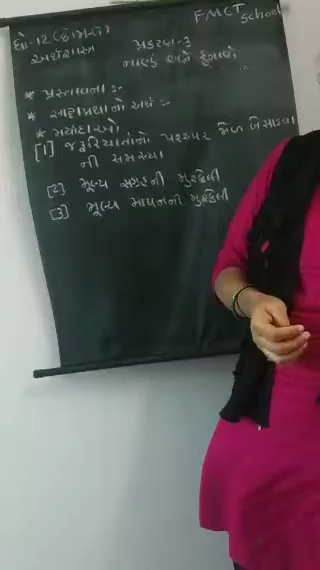 ધો-12 (કોમર્સ)
FMCT School
અર્થશાસ્ત્ર
પ્રકરણ-૩
નાણું અને ફુગાવો
* પ્રસ્તાવના :-
* સાટાપ્રથાનો અર્થ :-
* મર્યાદાઓ
[1] જરૂરિયાતોનો પરસ્પર મેળ બેસાડવા
ની સમસ્યા
[2] મૂલ્ય સંગ્રહની મુશ્કેલી
[3] મૂલ્ય માપનની મુશ્કેલી